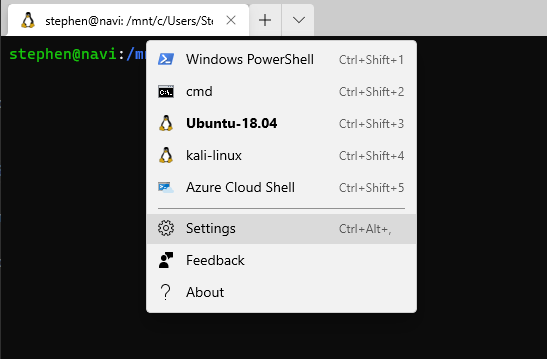 stephen@navi: /mnt/c/Users/Ste
stephen@navi:/mn
Windows PowerShell Ctrl+Shift+1
cmd Ctrl+Shift+2
Ubuntu-18.04 Ctrl+Shift+3
kali-linux Ctrl+Shift+4
Azure Cloud Shell Ctrl+Shift+5
Settings Ctrl+Alt+,
Feedback
About